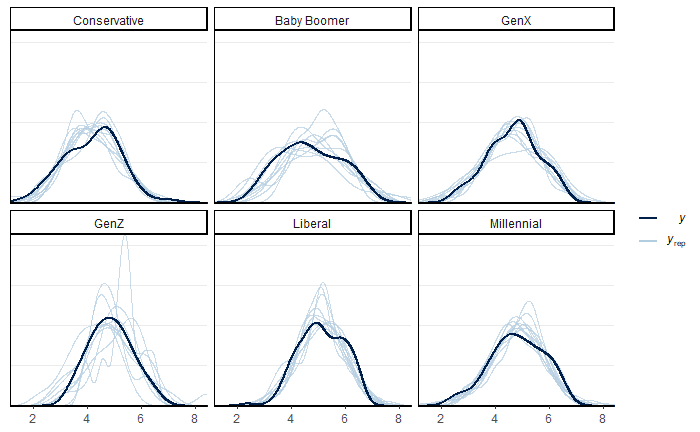 Conservative
Baby Boomer
GenX
GenZ
Liberal
Millennial
y
y rep
2 4 6 8
2 4 6 8
2 4 6 8